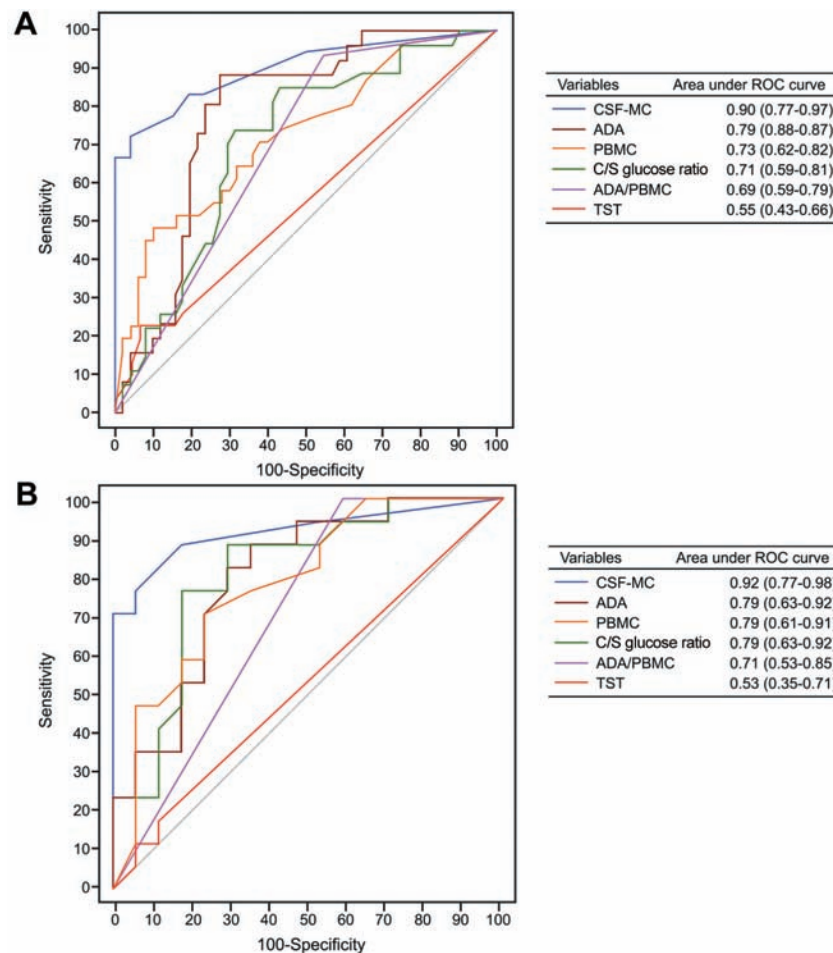 A
100
90
80
70
60
50
40
30
20
10
0
Sensitivity
0 10 20 30 40 50 60 70 80 90 100
100-Specificity
Variables Area under ROC curve
CSF-MC 0.90 (0.77-0.97)
ADA 0.79 (0.88-0.87)
PBMC 0.73 (0.62-0.82)
C/S glucose ratio 0.71 (0.59-0.81)
ADA/PBMC 0.69 (0.59-0.79)
TST 0.55 (0.43-0.66)
B
100
90
80
70
60
50
40
30
20
10
0
Sensitivity
0 10 20 30 40 50 60 70 80 90 100
100-Specificity
Variables Area under ROC curve
CSF-MC 0.92 (0.77-0.98
ADA 0.79 (0.63-0.92
PBMC 0.79 (0.61-0.91)
C/S glucose ratio 0.79 (0.63-0.92
ADA/PBMC 0.71 (0.53-0.85
TST 0.53 (0.35-0.71